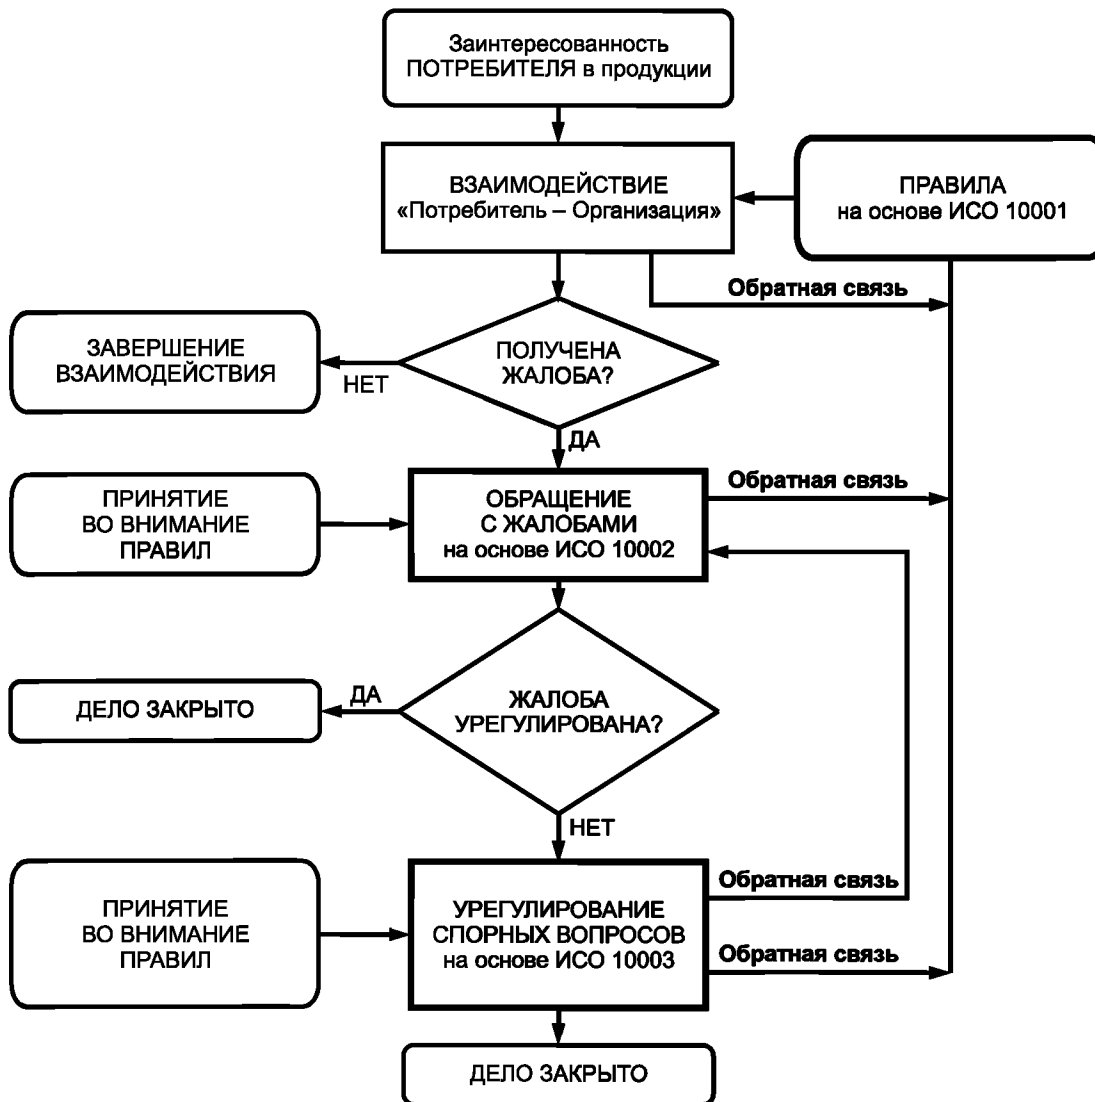 Заинтересованность
ПОТРЕБИТЕЛЯ в продукции
ВЗАИМОДЕЙСТВИЕ
«Потребитель – Организация»
ПРАВИЛА
на основе ИСО 10001
Обратная связь
ПОЛУЧЕНА
ЖАЛОБА?
ЗАВЕРШЕНИЕ
ВЗАИМОДЕЙСТВИЯ
НЕТ
ДА
ПРИНЯТИЕ
ВО ВНИМАНИЕ
ПРАВИЛ
ОБРАЩЕНИЕ
С ЖАЛОБАМИ
на основе ИСО 10002
Обратная связь
ЖАЛОБА
УРЕГУЛИРОВАНА?
ДА
ДЕЛО ЗАКРЫТО
НЕТ
ПРИНЯТИЕ
ВО ВНИМАНИЕ
ПРАВИЛ
УРЕГУЛИРОВАНИЕ
СПОРНЫХ ВОПРОСОВ
на основе ИСО 10003
Обратная связь
Обратная связь
ДЕЛО ЗАКРЫТО